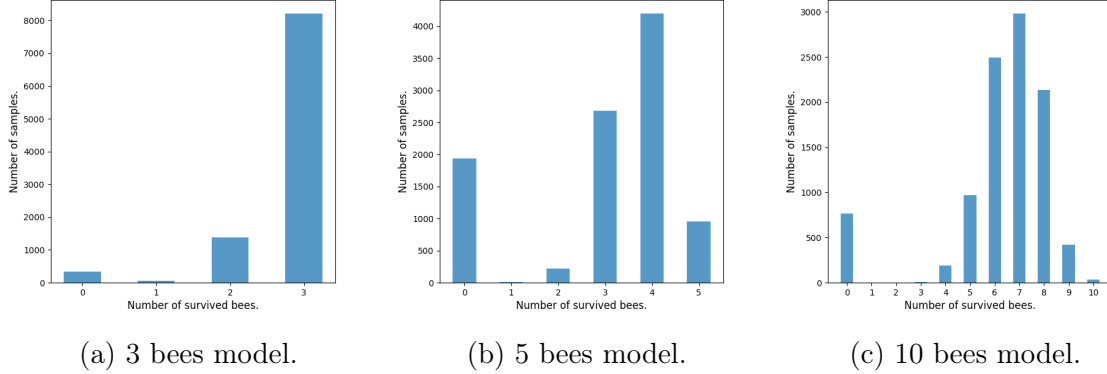 8000
7000
6000
5000
4000
3000
2000
1000
0
Number of samples.
0 1 2 3
Number of survived bees.
(a) 3 bees model.
4000
3500
3000
2500
2000
1500
1000
500
0
Number of samples.
0 1 2 3 4 5
Number of survived bees.
(b) 5 bees model.
3000
2500
2000
1500
1000
500
0
Number of samples.
0 1 2 3 4 5 6 7 8 9 10
Number of survived bees.
(c) 10 bees model.